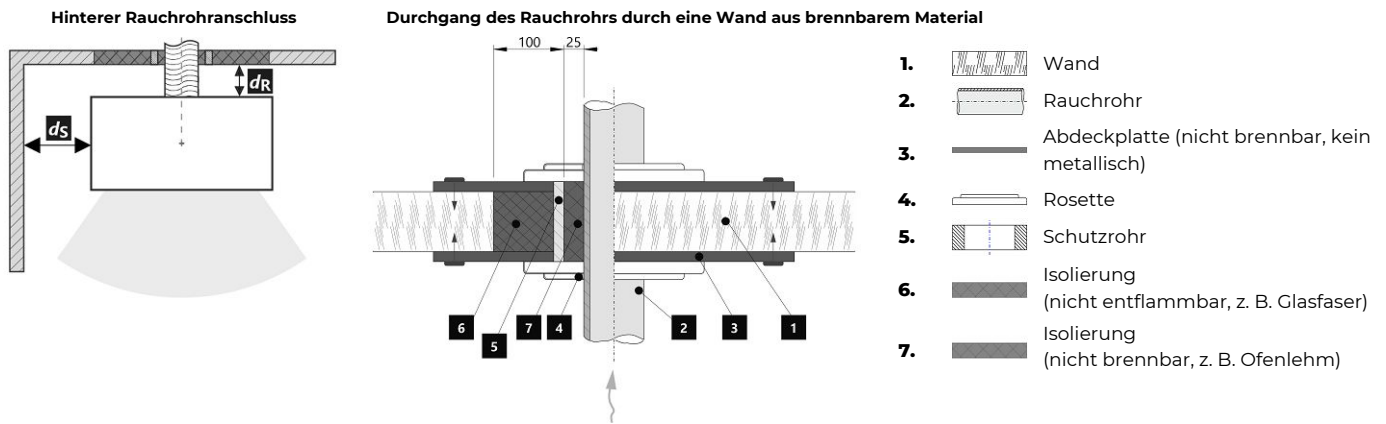 Hinterer Rauchrohranschluss
dR
dS
Durchgang des Rauchrohrs durch eine Wand aus brennbarem Material
100
25
6
5
7
4
2
3
1
1. Wand
2. Rauchrohr
3. Abdeckplatte (nicht brennbar, kein
metallisch)
4. Rosette
5. Schutzrohr
6. Isolierung
(nicht entflammbar, z. B. Glasfaser)
7. Isolierung
(nicht brennbar, z. B. Ofenlehm)